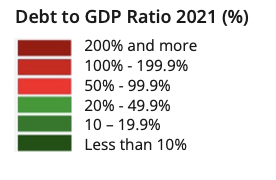 Debt to GDP Ratio 2021 (%)
200% and more
100% - 199.9%
50% - 99.9%
20% - 49.9%
10 – 19.9%
Less than 10%